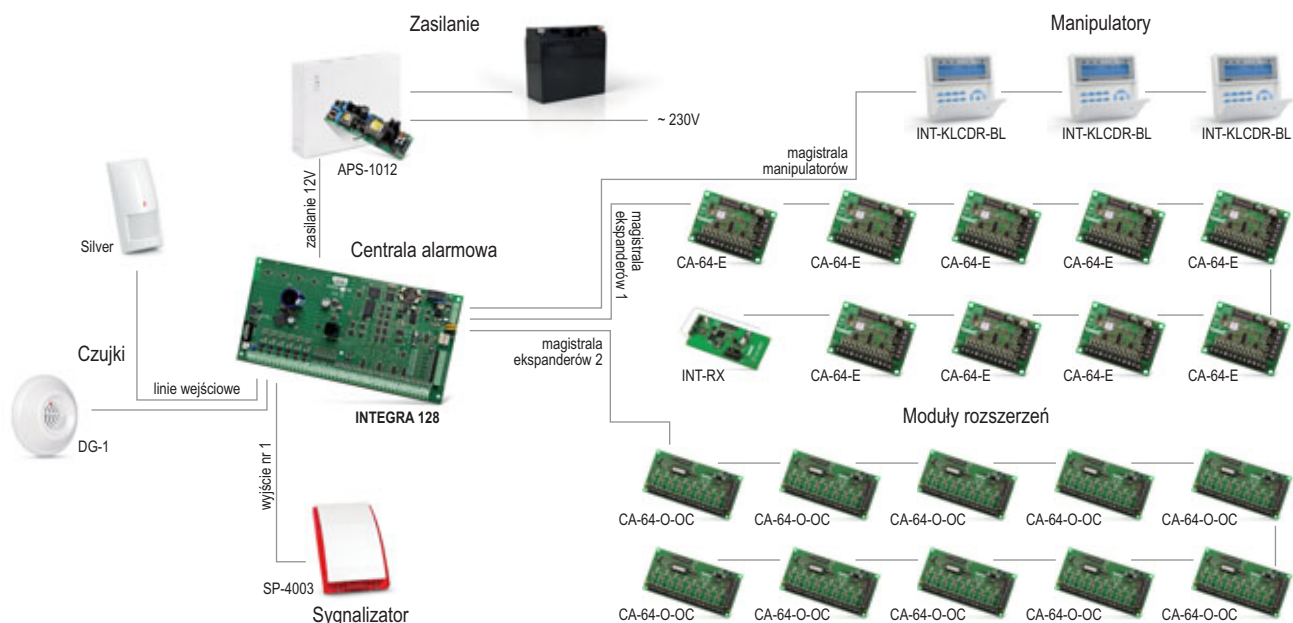 Zasilanie
Manipulatory
~ 230V
APS-1012
INT-KLCDR-BL
INT-KLCDR-BL
INT-KLCDR-BL
magistrala
manipulatorów
zasilanie 12V
Silver
Centrala alarmowa
magistrala
ekspanderów 1
CA-64-E
CA-64-E
CA-64-E
CA-64-E
CA-64-E
magistrala
ekspanderów 2
Czujki
linie wejściowe
INTEGRA 128
INT-RX
CA-64-E
CA-64-E
CA-64-E
CA-64-E
DG-1
Moduły rozszerzeń
wyjście nr 1
CA-64-O-OC
CA-64-O-OC
CA-64-O-OC
CA-64-O-OC
CA-64-O-OC
SP-4003
Sygnalizator
CA-64-O-OC
CA-64-O-OC
CA-64-O-OC
CA-64-O-OC
CA-64-O-OC